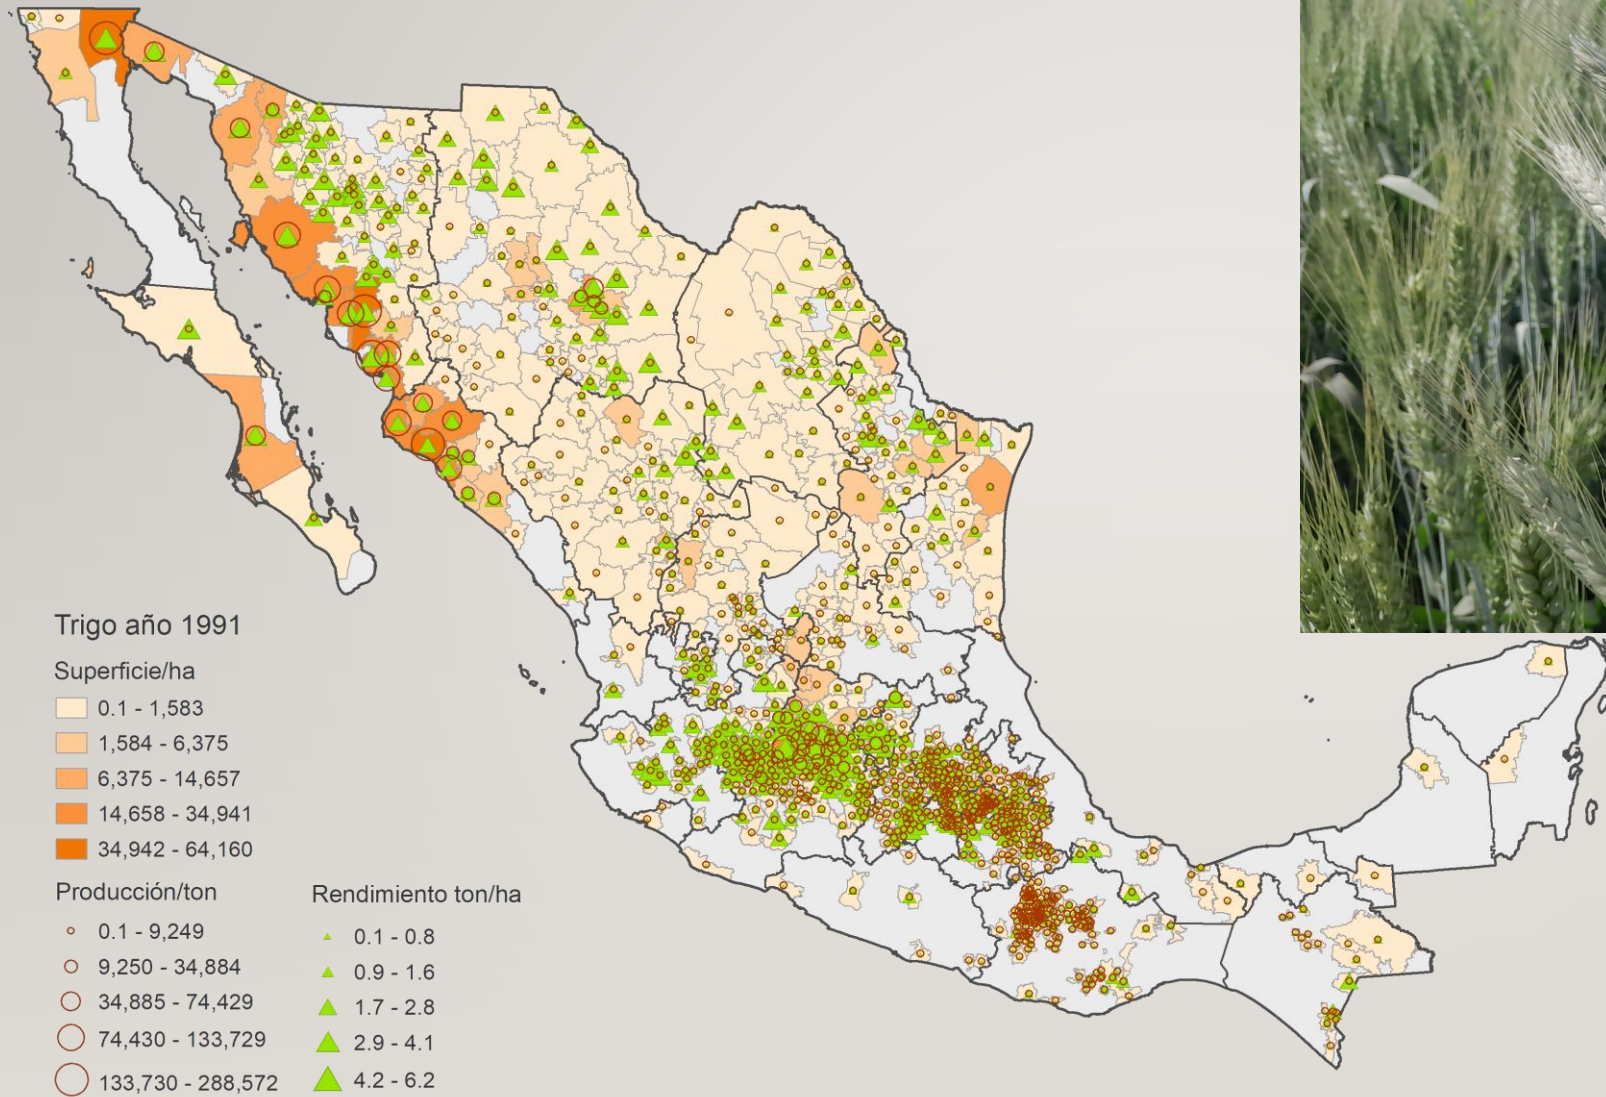 Trigo año 1991
Superficie/ha
0.1 - 1,583
1,584 - 6,375
6,375 - 14,657
14,658 - 34,941
34,942 - 64,160
Producción/ton
0.1 - 9,249
9,250 - 34,884
34,885 - 74,429
74,430 - 133,729
133,730 - 288,572
Rendimiento ton/ha
0.1 - 0.8
0.9 - 1.6
1.7 - 2.8
2.9 - 4.1
4.2 - 6.2